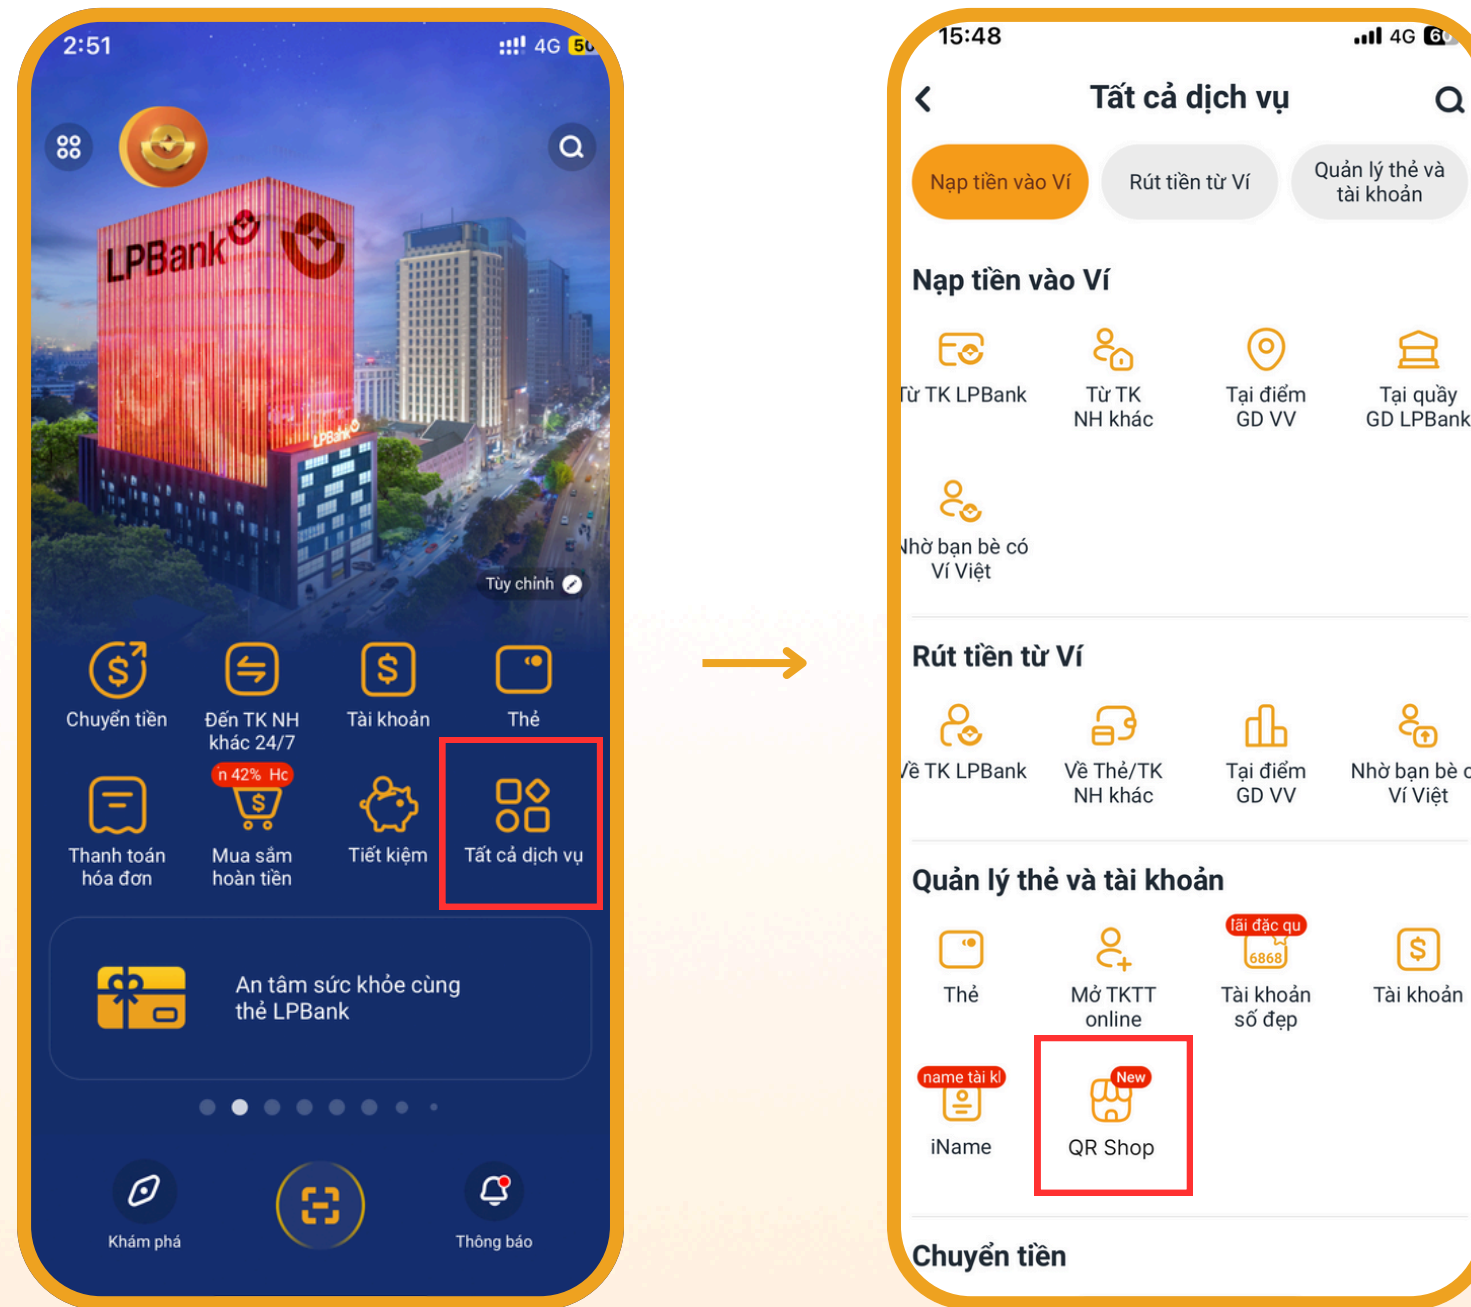 2:51
4G
LPBank
LPBank
Tùy chỉnh
Chuyển tiền
Đến TK NH
khác 24/7
Tài khoản
Thẻ
n 42% Hc
Thanh toán
hóa đơn
Mua sắm
hoàn tiền
Tiết kiệm
Tất cả dịch vụ
An tâm sức khỏe cùng
thẻ LPBank
Khám phá
Thông báo
15:48
4G
Tất cả dịch vụ
Nạp tiền vào Ví
Rút tiền từ Ví
Quản lý thẻ và
tài khoản
Nạp tiền vào Ví
Từ TK LPBank
Từ TK
NH khác
Tại điểm
GD VV
Tại quầy
GD LPBank
Nhờ bạn bè có
Ví Việt
Rút tiền từ Ví
Về TK LPBank
Về Thẻ/TK
NH khác
Tại điểm
GD VV
Nhờ bạn bè c
Ví Việt
Quản lý thẻ và tài khoản
Thẻ
Mở TKTT
online
đãi đặc qu
6868
Tài khoản
số đẹp
Tài khoản
name tài kl
iName
New
QR Shop
Chuyển tiền